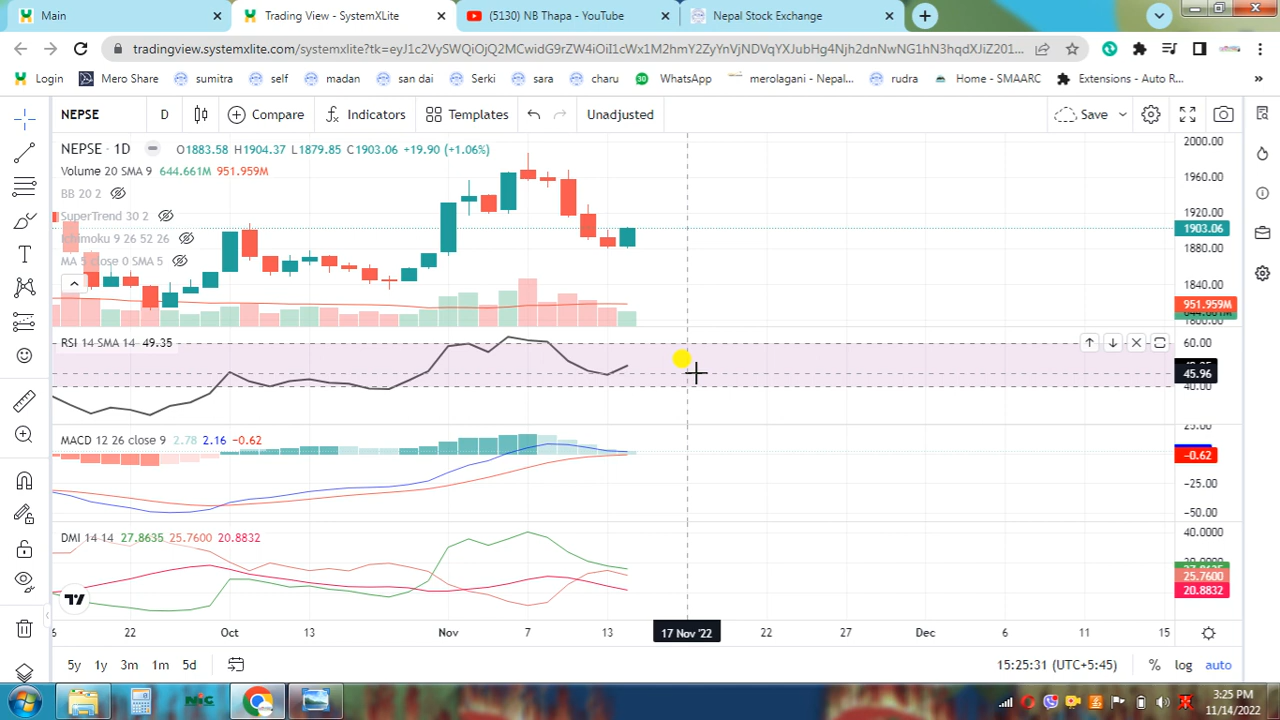 Main
Trading View - SystemXLite
(5130) NB Thapa - YouTube
Nepal Stock Exchange
tradingview.systemxlite.com/systemxlite?tk=
Login
Mero Share
sumitra
self
madan
san dai
Serki
sara
charu
30
WhatsApp
merolagani - Nepal...
rudra
Home - SMAARC
Extensions - Auto R...
»
NEPSE
D
Compare
Indicators
Templates
Unadjusted
Save
NEPSE · 1D
O1883.58 H1904.37 L1879.85 C1903.06 +19.90 (+1.06%)
Volume 20 SMA 9 644.661M 951.959M
BB 20 2
SuperTrend 30 2
Ichimoku 9 26 52 26
MA 5 close 0 SMA 5
2000.00
1960.00
1920.00
1903.06
1880.00
1840.00
951.959M
1800.00
RSI 14 SMA 14 49.35
60.00
45.96
40.00
MACD 12 26 close 9 2.78 2.16 −0.62
25.00
−0.62
−25.00
−50.00
DMI 14 14 27.8635 25.7600 20.8832
40.0000
25.7600
20.8832
6
22
Oct
13
Nov
7
13
17 Nov '22
22
27
Dec
6
11
15
5y
1y
3m
1m
5d
15:25:31 (UTC+5:45)
%
log
auto
NIC
3:25 PM
11/14/2022